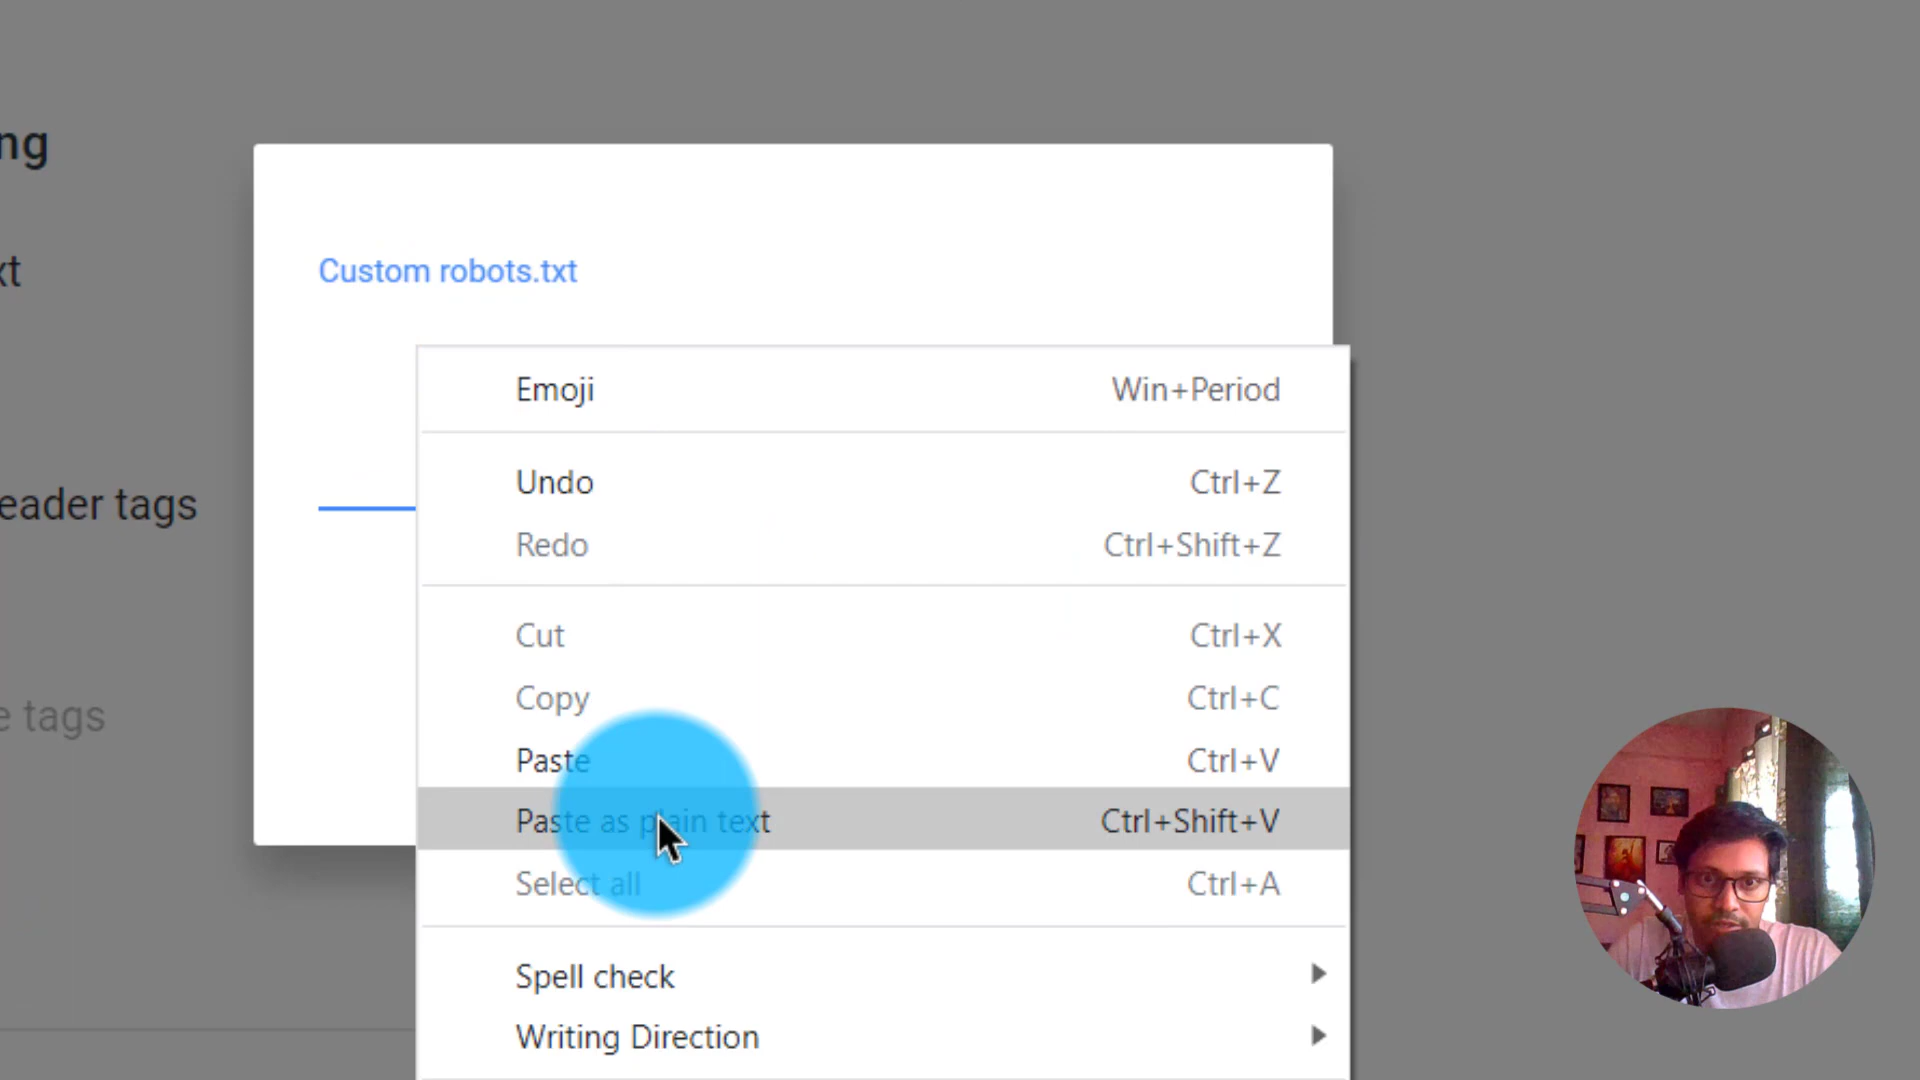 ng
Custom robots.txt
xt
Emoji Win+Period
Undo Ctrl+Z
eader tags
Redo Ctrl+Shift+Z
Cut Ctrl+X
Copy Ctrl+C
e tags
Paste Ctrl+V
Paste as plain text Ctrl+Shift+V
Select all Ctrl+A
Spell check
Writing Direction